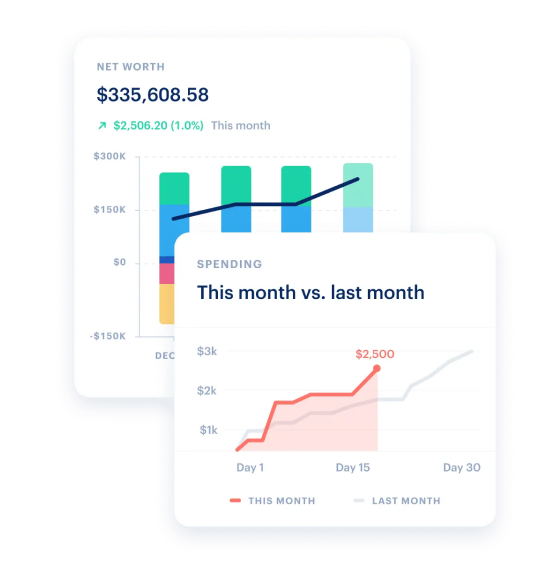 NET WORTH
$335,608.58
$2,506.20 (1.0%) This month
$300K
$150K
$0
-$150K
DEC
SPENDING
This month vs. last month
$3k
$2k
$1k
$2,500
Day 1 Day 15 Day 30
THIS MONTH LAST MONTH